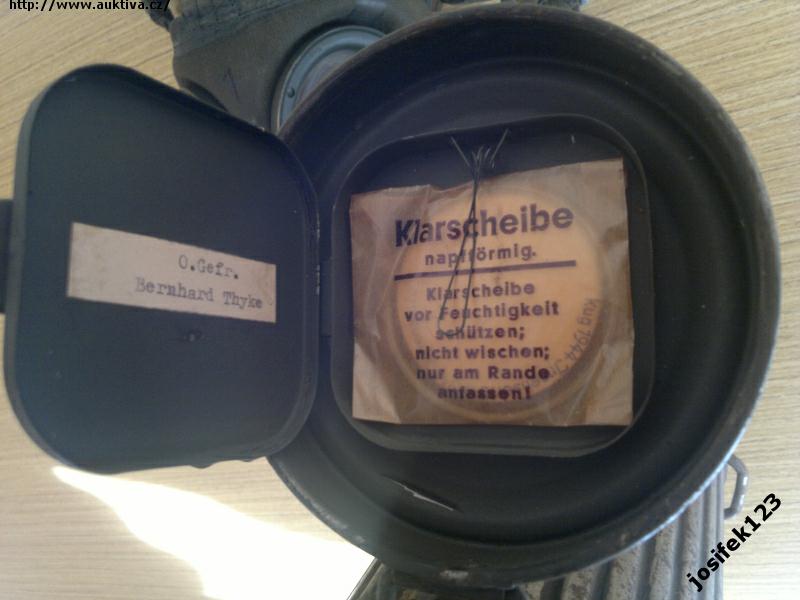 http://www.auktiva.cz/
1
O.Gefr.
Bernhard Thyke
Klarscheibe
napfförmig.
Klarscheibe
vor Feuchtigkeit
schützen;
nicht wischen;
nur am Rande
anfassen!
1944
josifek123